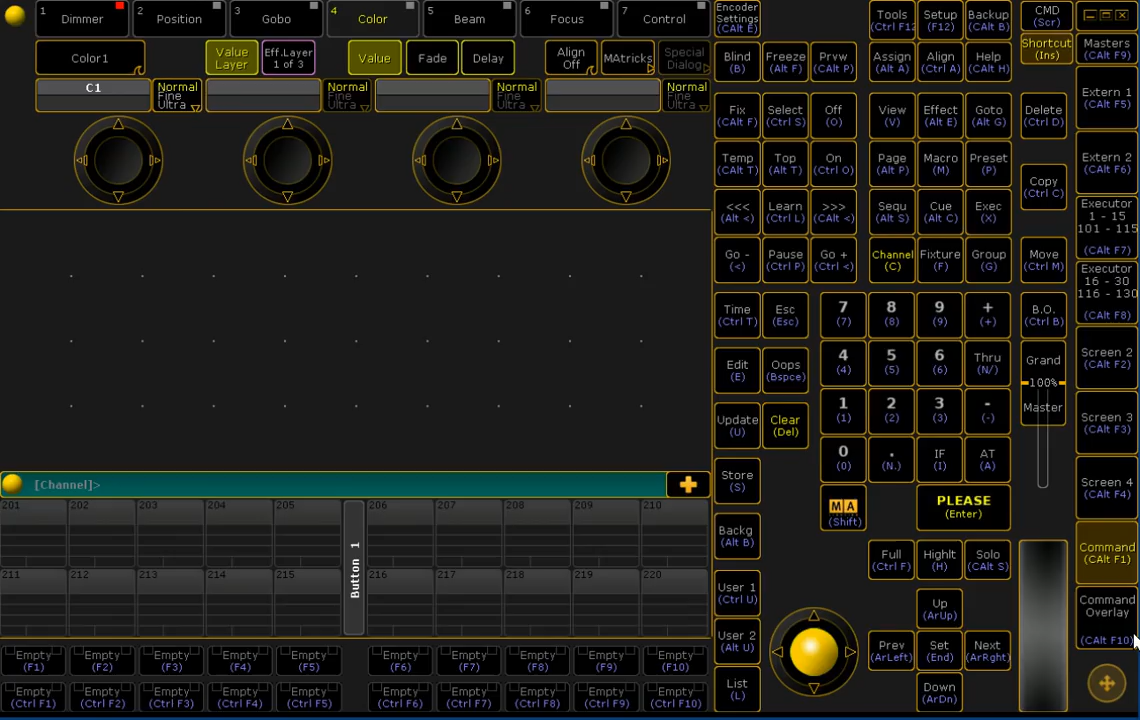 1 Dimmer
2 Position
3 Gobo
4 Color
5 Beam
6 Focus
7 Control
Color1
Value Layer
Eff.Layer 1 of 3
Value
Fade
Delay
Align Off
MAtricks
Special Dialog
C1
Normal Fine Ultra
Normal Fine Ultra
Normal Fine Ultra
Normal Fine Ultra
[Channel]>
201 202 203 204 205
206 207 208 209 210
211 212 213 214 215
216 217 218 219 220
Button 1
Empty (F1)
Empty (F2)
Empty (F3)
Empty (F4)
Empty (F5)
Empty (F6)
Empty (F7)
Empty (F8)
Empty (F9)
Empty (F10)
Empty (Ctrl F1)
Empty (Ctrl F2)
Empty (Ctrl F3)
Empty (Ctrl F4)
Empty (Ctrl F5)
Empty (Ctrl F6)
Empty (Ctrl F7)
Empty (Ctrl F8)
Empty (Ctrl F9)
Empty (Ctrl F10)
Encoder Settings (CAlt E)
Tools (Ctrl F12
Setup (F12)
Backup (CAlt B)
CMD (Scr)
Blind (B)
Freeze (Alt F)
Prvw (CAlt P)
Assign (Alt A)
Align (Ctrl A)
Help (CAlt H)
Shortcut (Ins)
Masters (CAlt F9)
Fix (CAlt F)
Select (Ctrl S)
Off (O)
View (V)
Effect (Alt E)
Goto (Alt G)
Delete (Ctrl D)
Extern 1 (CAlt F5)
Temp (CAlt T)
Top (Alt T)
On (Ctrl O)
Page (Alt P)
Macro (M)
Preset (P)
Copy (Ctrl C)
Extern 2 (CAlt F6)
<<< (Alt <)
Learn (Ctrl L)
>>> (CAlt <)
Sequ (Alt S)
Cue (Alt C)
Exec (X)
Executor 1 - 15 101 - 115 (CAlt F7)
Go - (<)
Pause (Ctrl P)
Go + (Ctrl <)
Channel (C)
Fixture (F)
Group (G)
Move (Ctrl M)
Executor 16 - 30 116 - 130 (CAlt F8)
Time (Ctrl T)
Esc (Esc)
7 (7)
8 (8)
9 (9)
+ (+)
B.O. (Ctrl B)
Edit (E)
Oops (Bspce)
4 (4)
5 (5)
6 (6)
Thru (N/)
Grand 100% Master
Screen 2 (CAlt F2)
Update (U)
Clear (Del)
1 (1)
2 (2)
3 (3)
- (-)
Screen 3 (CAlt F3)
Store (S)
0 (0)
. (N.)
IF (I)
AT (A)
Screen 4 (CAlt F4)
MA (Shift)
PLEASE (Enter)
Backg (Alt B)
Full (Ctrl F)
Highlt (H)
Solo (CAlt S)
Command (CAlt F1)
User 1 (Ctrl U)
Up (ArUp)
Command Overlay (CAlt F10)
User 2 (Alt U)
Prev (ArLeft)
Set (End)
Next (ArRght)
List (L)
Down (ArDn)